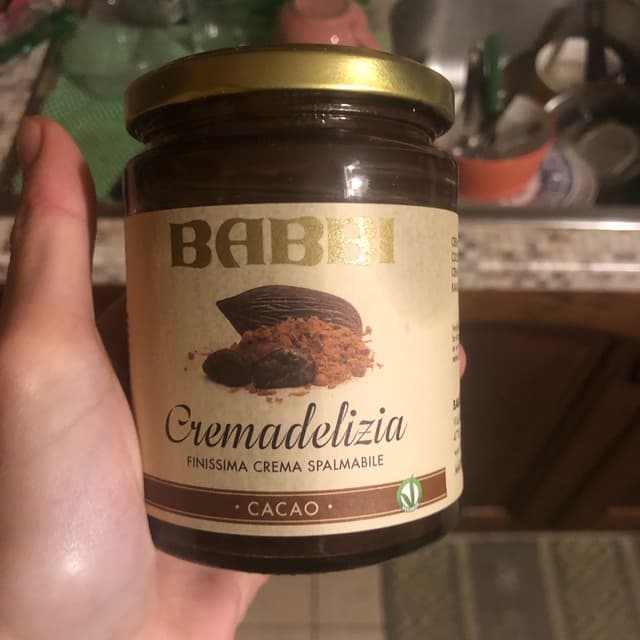 BABBI
Cremadelizia
FINISSIMA CREMA SPALMABILE
· CACAO ·